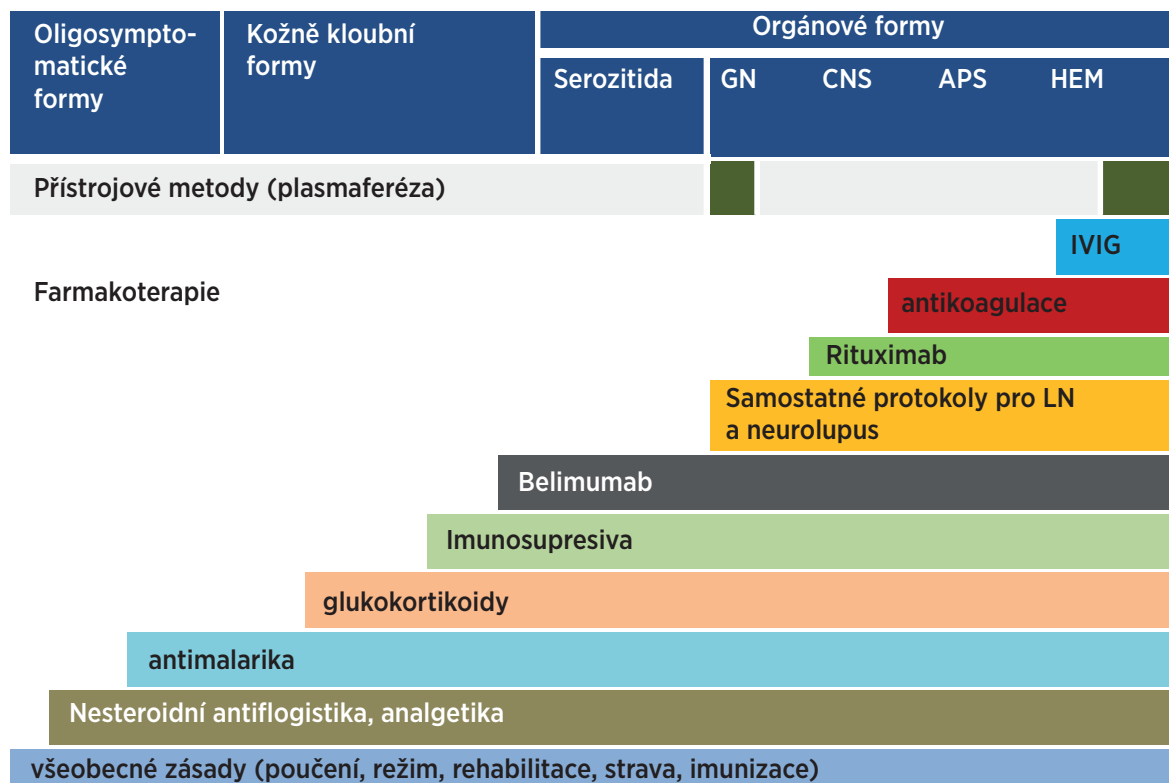 Oligosympto-
matické
formy
Kožně kloubní
formy
Orgánové formy
Serozitida
GN
CNS
APS
HEM
Přístrojové metody (plasmaferéza)
IVIG
Farmakoterapie
antikoagulace
Rituximab
Samostatné protokoly pro LN
a neurolupus
Belimumab
Imunosupresiva
glukokortikoidy
antimalarika
Nesteroidní antiflogistika, analgetika
všeobecné zásady (poučení, režim, rehabilitace, strava, imunizace)